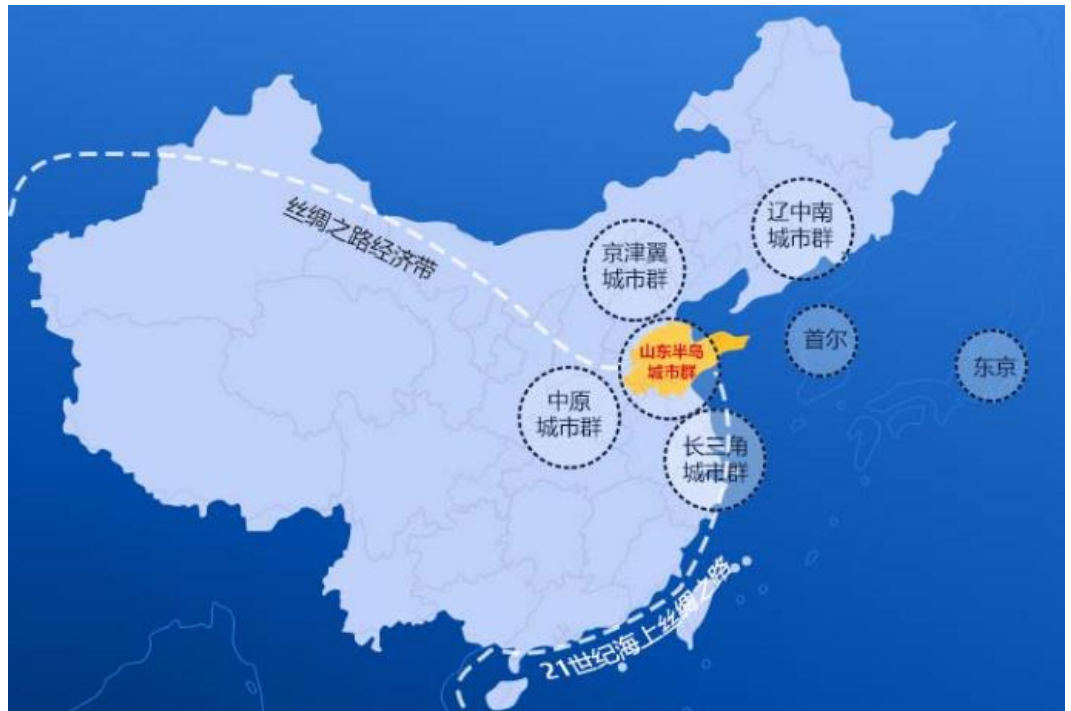 丝绸之路经济带
辽中南
城市群
京津翼
城市群
山东半岛
城市群
首尔
东京
中原
城市群
长三角
城市群
21世纪海上丝绸之路